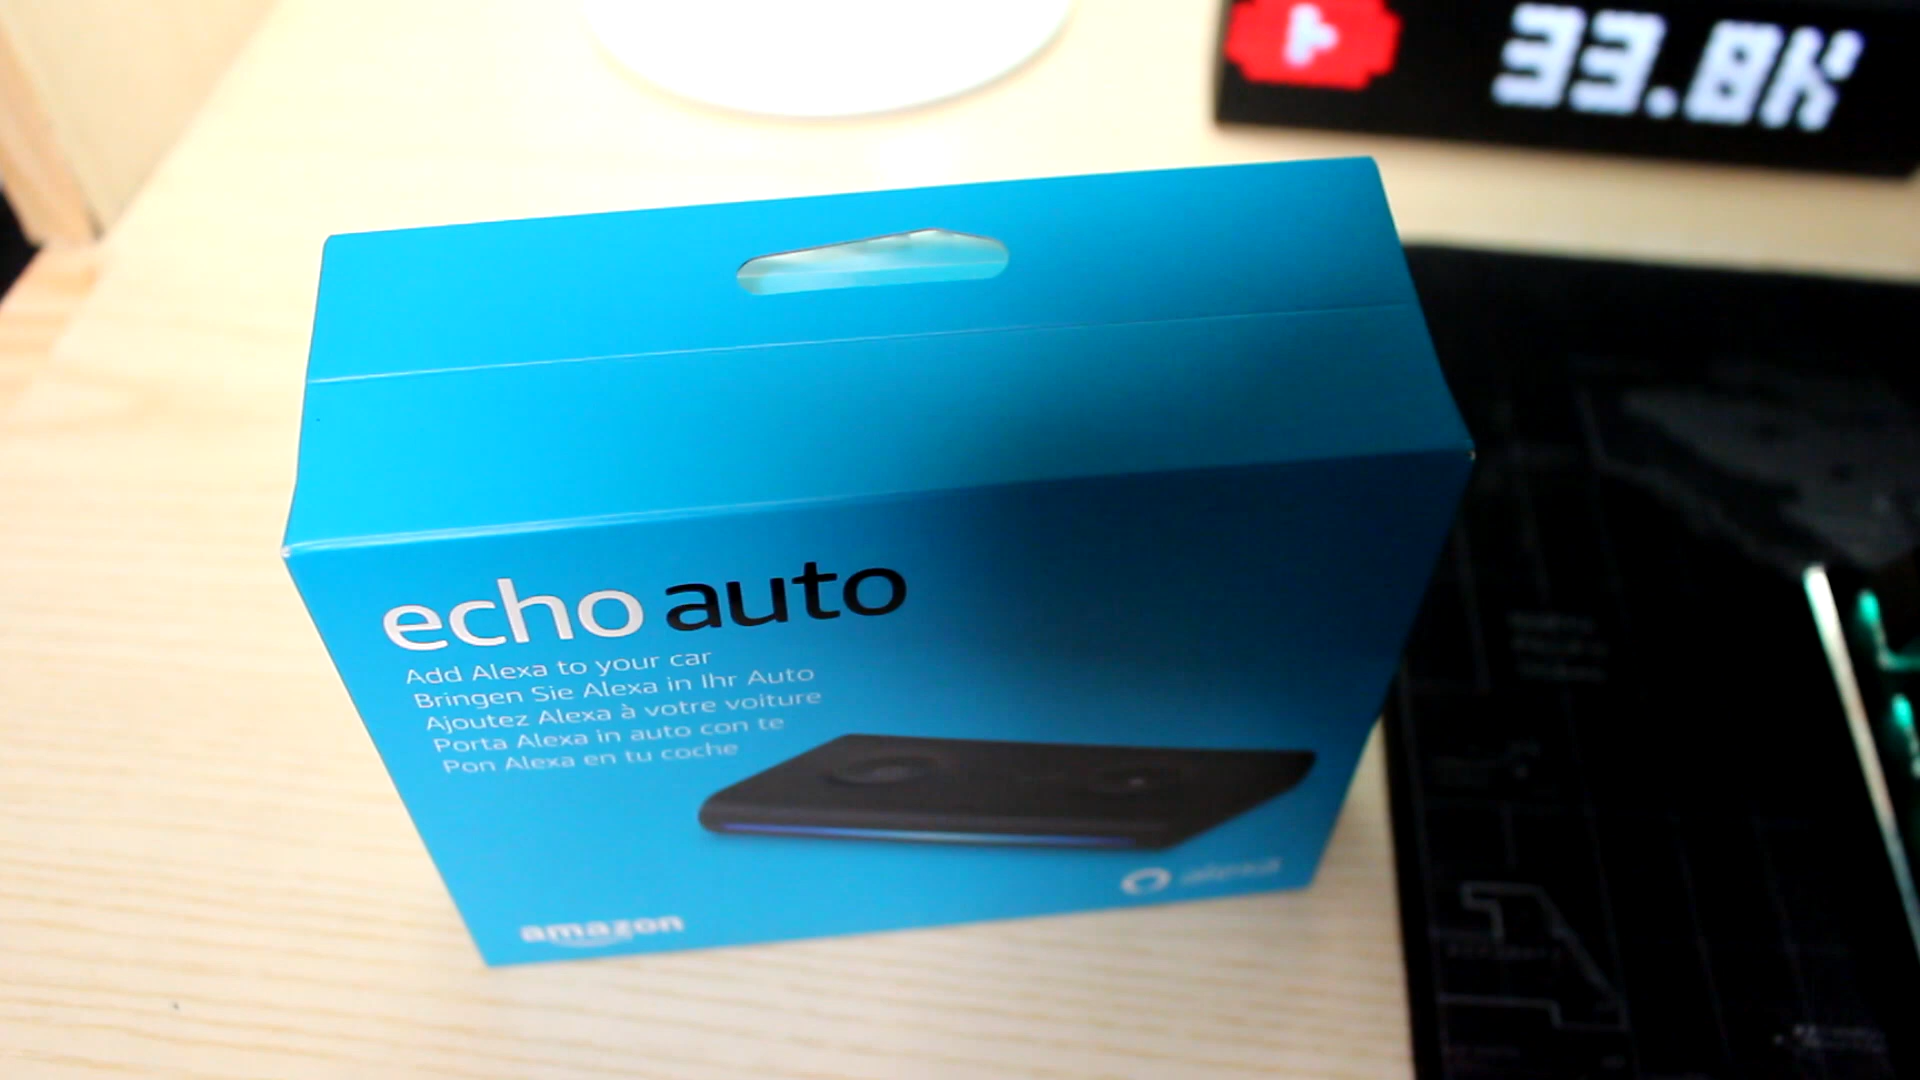 33.0K
echo auto
Add Alexa to your car
Bringen Sie Alexa in Ihr Auto
Ajoutez Alexa à votre voiture
Porta Alexa in auto con te
Pon Alexa en tu coche
alexa
amazon